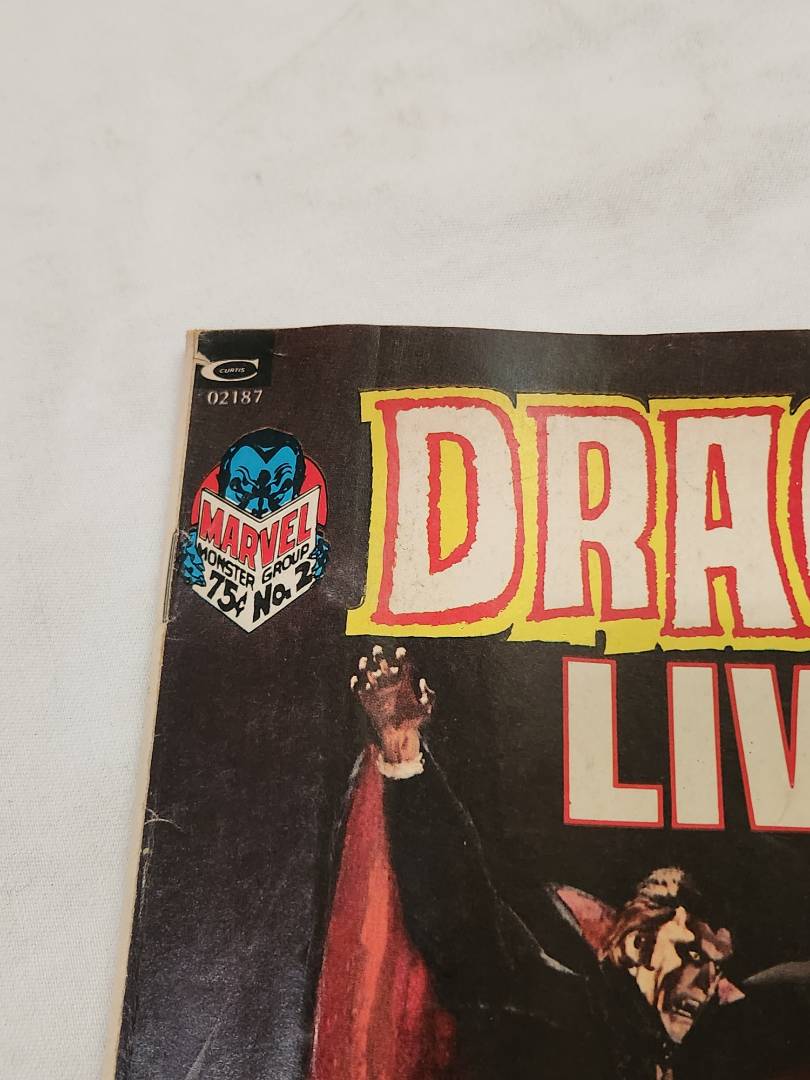 CURTIS
02187
MARVEL
MONSTER GROUP
75¢ No. 2
DRAC
LIV